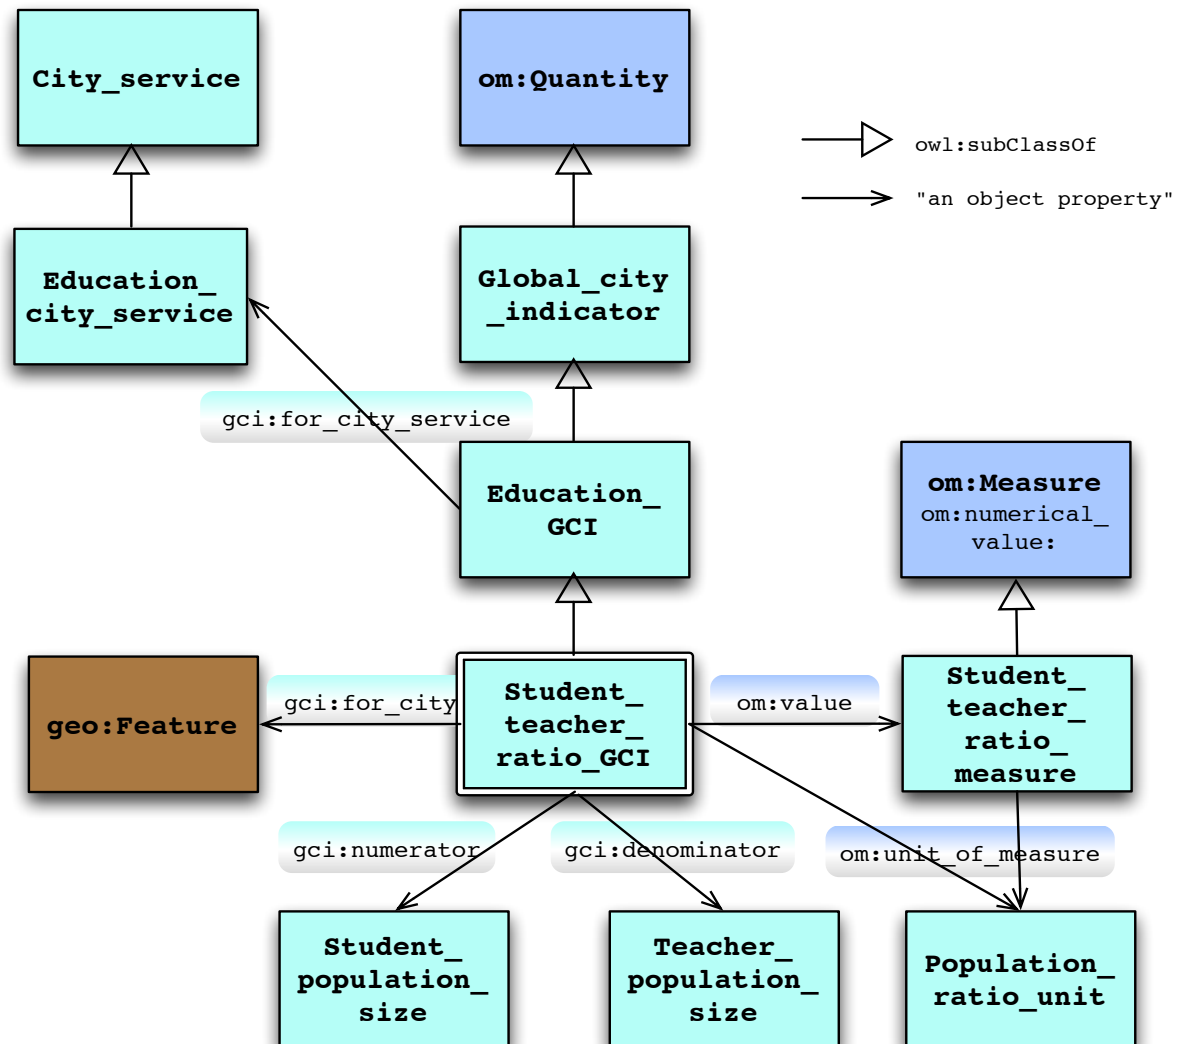 City_service
om:Quantity
owl:subClassOf
"an object property"
Education_
city_service
Global_city
_indicator
gci:for_city_service
Education_
GCI
om:Measure
om:numerical_
value:
geo:Feature
gci:for_city
Student_
teacher_
ratio_GCI
om:value
Student_
teacher_
ratio_
measure
gci:numerator
gci:denominator
om:unit_of_measure
Student_
population_
size
Teacher_
population_
size
Population_
ratio_unit